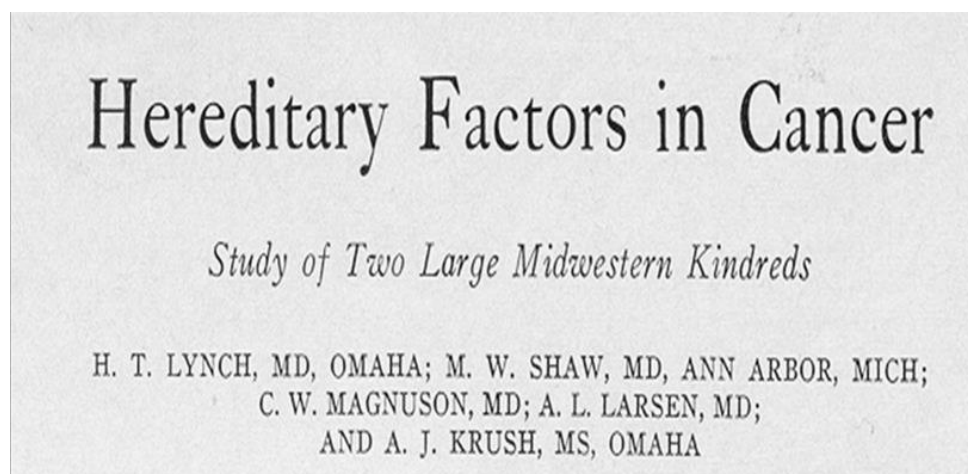 Hereditary Factors in Cancer
Study of Two Large Midwestern Kindreds
H. T. LYNCH, MD, OMAHA; M. W. SHAW, MD, ANN ARBOR, MICH;
C. W. MAGNUSON, MD; A. L. LARSEN, MD;
AND A. J. KRUSH, MS, OMAHA